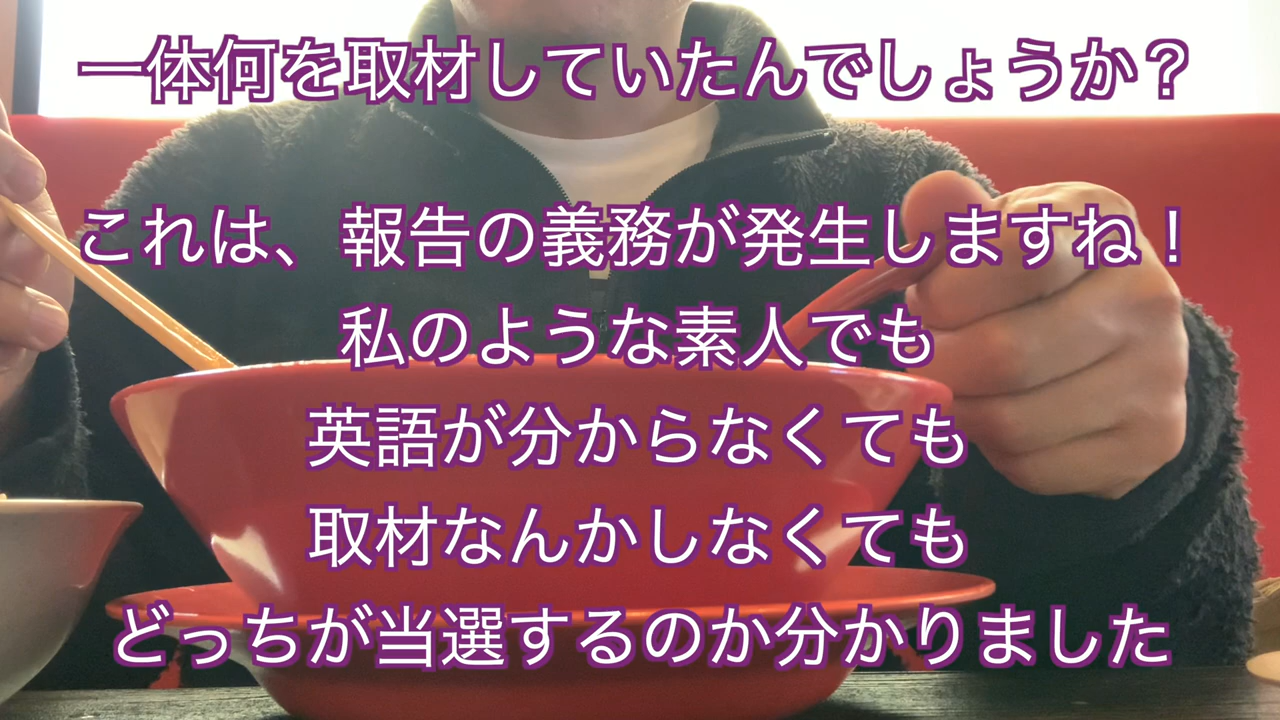 一体何を取材していたんでしょうか？
これは、報告の義務が発生しますね！
私のような素人でも
英語が分からなくても
取材なんかしなくても
どっちが当選するのか分かりました